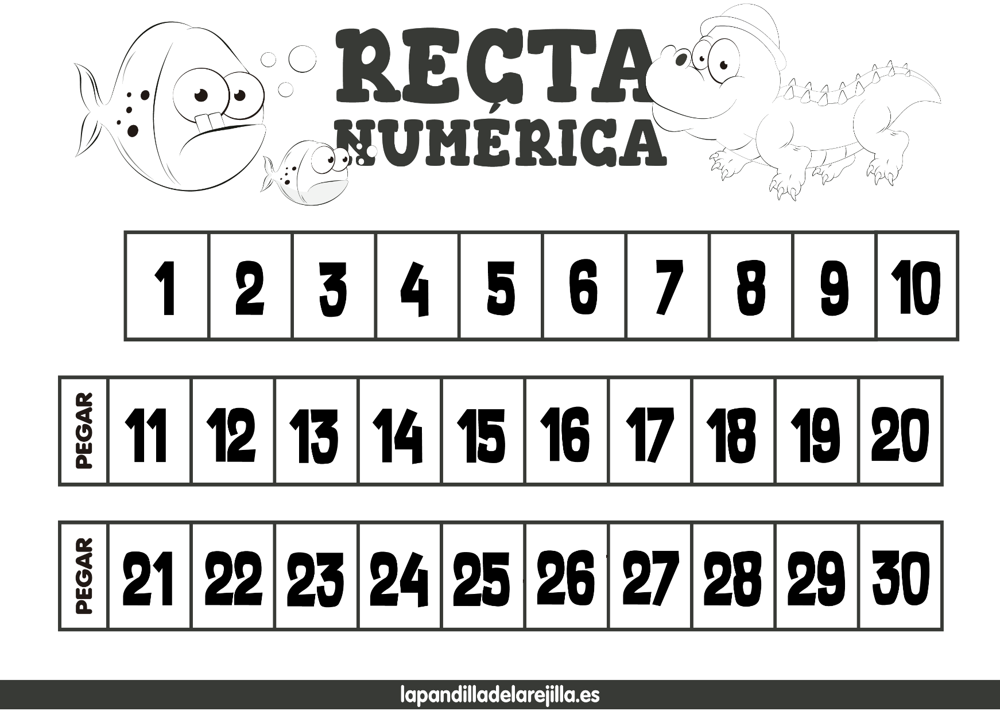 RECTA
NUMÉRICA
1 2 3 4 5 6 7 8 9 10
PEGAR 11 12 13 14 15 16 17 18 19 20
PEGAR 21 22 23 24 25 26 27 28 29 30
lapandilladelarejilla.es